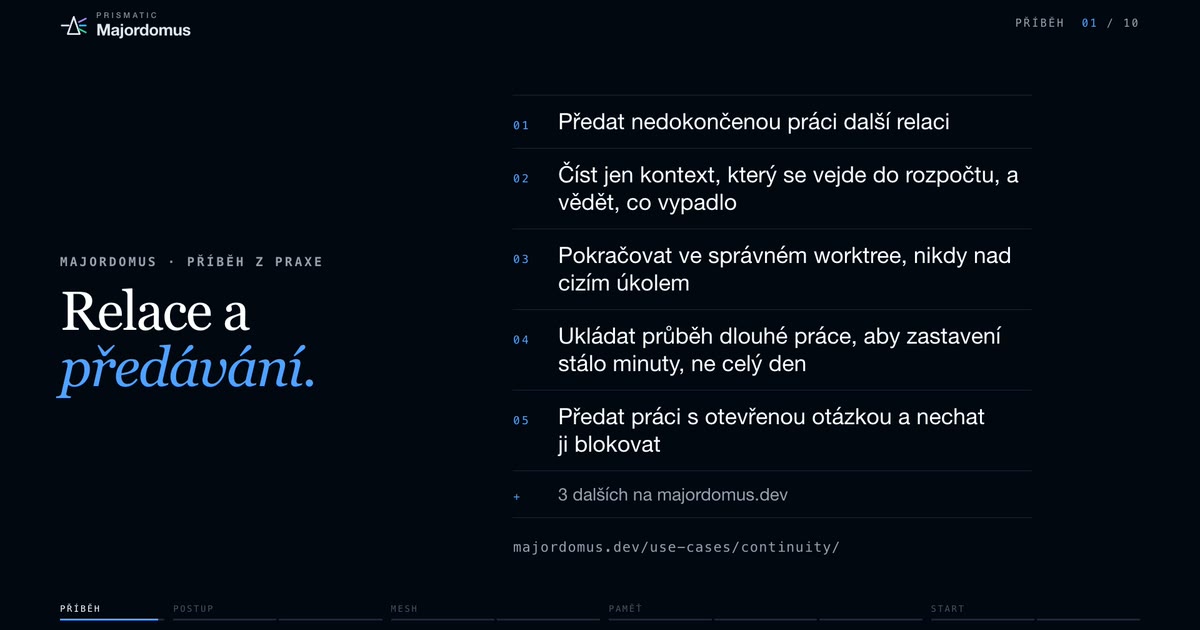 PRISMATIC
Majordomus
PŘÍBĚH 01 / 10
01 Předat nedokončenou práci další relaci
02 Číst jen kontext, který se vejde do rozpočtu, a
vědět, co vypadlo
03 Pokračovat ve správném worktree, nikdy nad
cizím úkolem
04 Ukládat průběh dlouhé práce, aby zastavení
stálo minuty, ne celý den
05 Předat práci s otevřenou otázkou a nechat
ji blokovat
+ 3 dalších na majordomus.dev
majordomus.dev/use-cases/continuity/
MAJORDOMUS · PŘÍBĚH Z PRAXE
Relace a
předávání.
PŘÍBĚH
POSTUP
MESH
PAMĚŤ
START